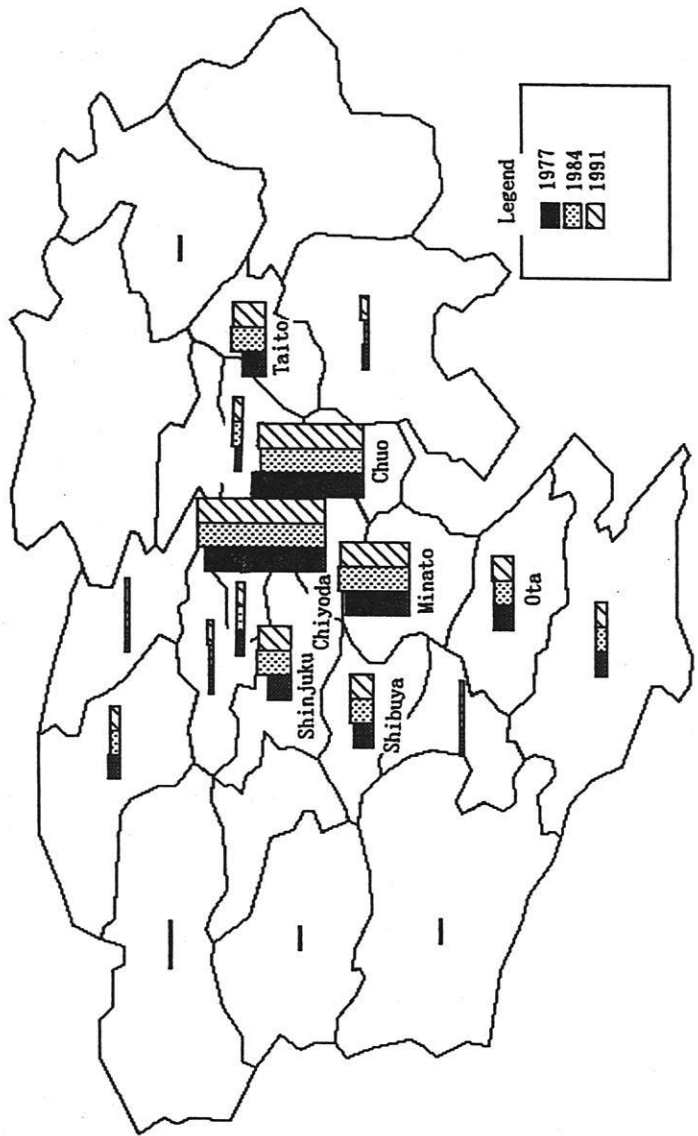 Legend
1977
1984
1991
Taito
Chuo
Chiyoda
Shinjuku
Minato
Shibuya
Ota